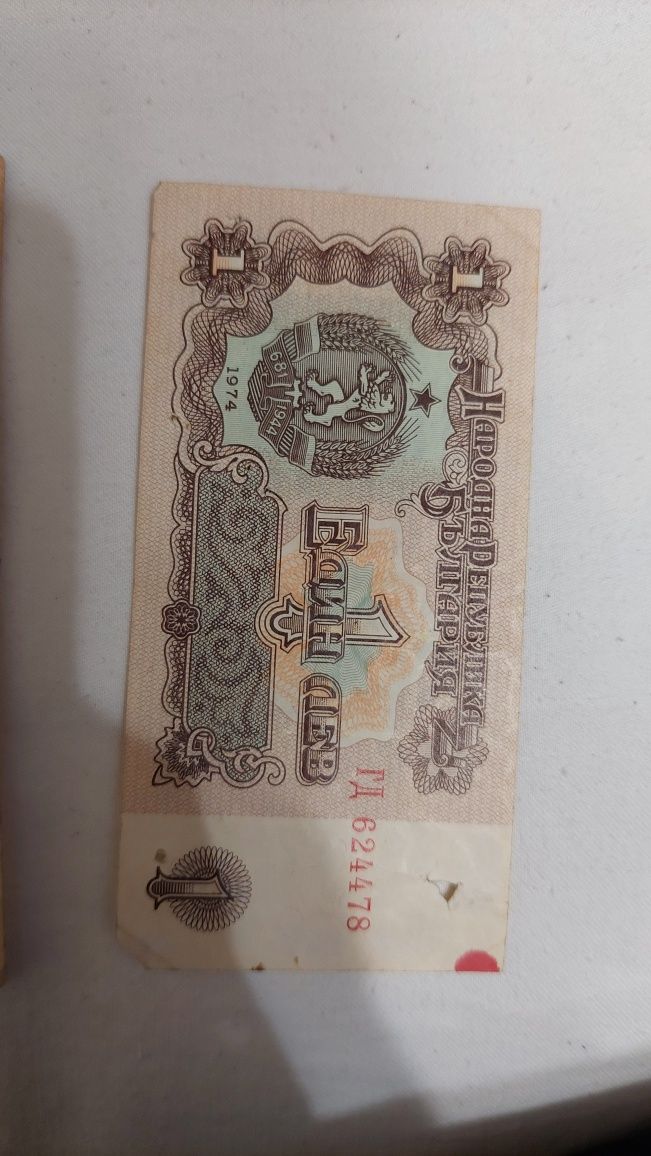 1
1
Народна Република
България
681 1944
1974
1
Един лев
ГД 624478
1